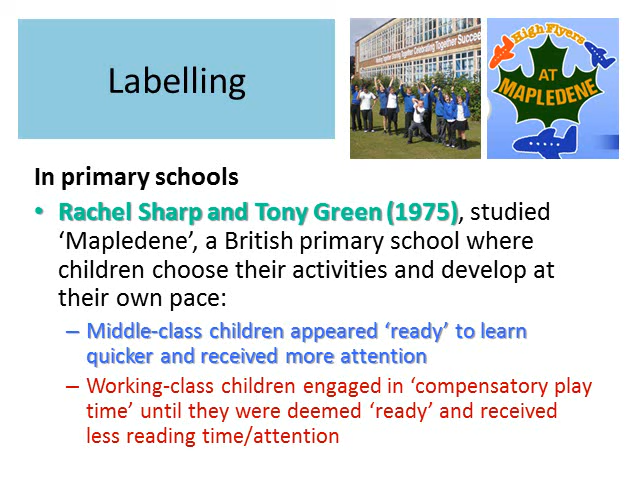 Labelling
High Flyers
AT
MAPLEDENE
In primary schools
• Rachel Sharp and Tony Green (1975), studied
‘Mapledene’, a British primary school where
children choose their activities and develop at
their own pace:
– Middle-class children appeared ‘ready’ to learn
quicker and received more attention
– Working-class children engaged in ‘compensatory play
time’ until they were deemed ‘ready’ and received
less reading time/attention